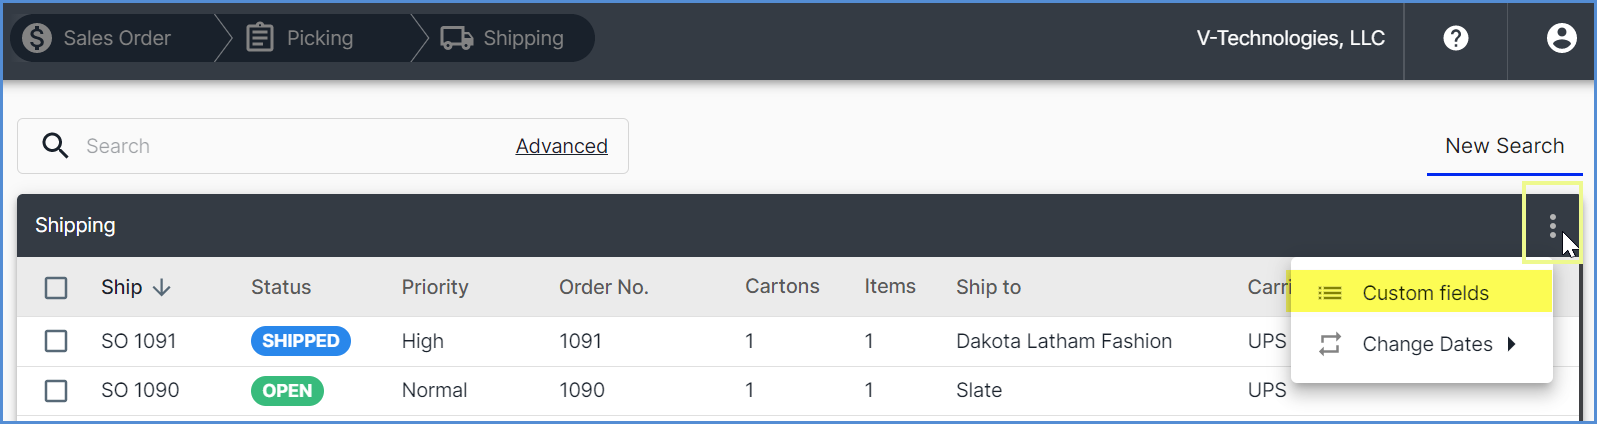 Sales Order Picking Shipping V-Technologies, LLC
Search Advanced New Search
Shipping
Ship Status Priority Order No. Cartons Items Ship to Carri Custom fields
SO 1091 SHIPPED High 1091 1 1 Dakota Latham Fashion UPS Change Dates
SO 1090 OPEN Normal 1090 1 1 Slate UPS